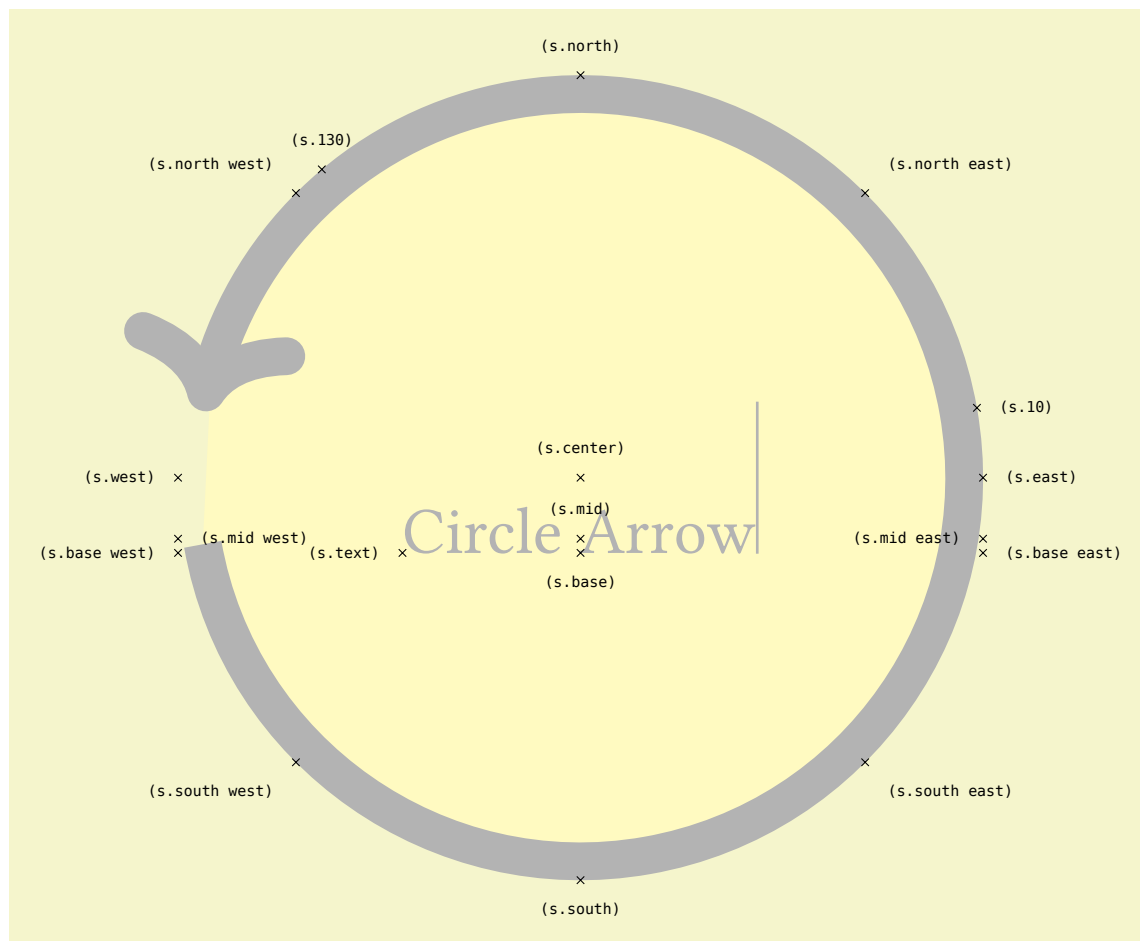 (s.north)
(s.130)
(s.north west)
(s.north east)
(s.10)
(s.center)
(s.west)
(s.east)
(s.mid)
Circle Arrow
(s.mid west)
(s.mid east)
(s.base west)
(s.text)
(s.base east)
(s.base)
(s.south west)
(s.south east)
(s.south)